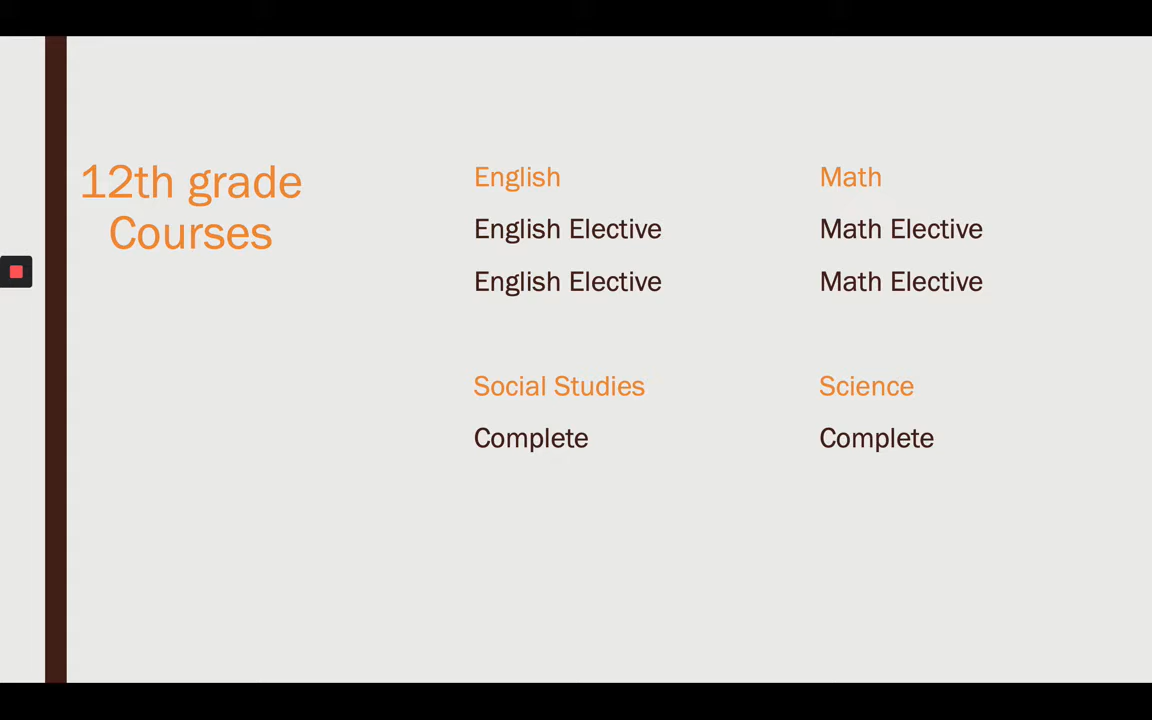 12th grade
Courses
English
English Elective
English Elective
Math
Math Elective
Math Elective
Social Studies
Complete
Science
Complete